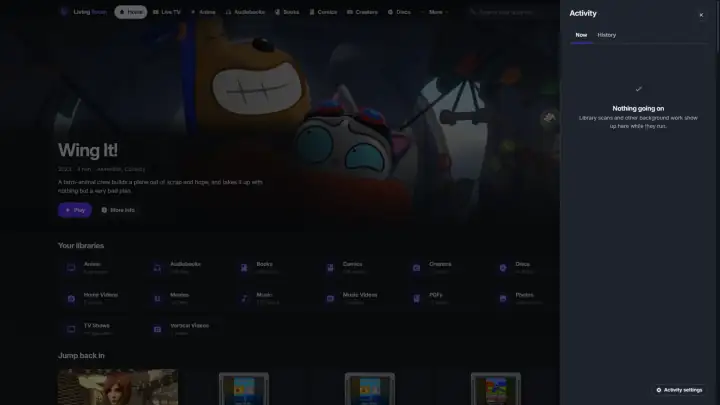 Living
Home
Live TV
Anime
Audiobooks
Books
Comics
Creators
Discs
More
Activity
Now
History
Nothing going on
Library scans and other background work show
up here while they run.
Wing It!
A farm-animal crew builds a plane out of scrap and hope, and takes it up with
nothing but a very bad plan.
Play
More info
Your libraries
Anime
Audiobooks
Books
Comics
Creators
Discs
Home Videos
Movies
Music
Music Videos
PDFs
Photos
TV Shows
Vertical Videos
Jump back in
Activity settings